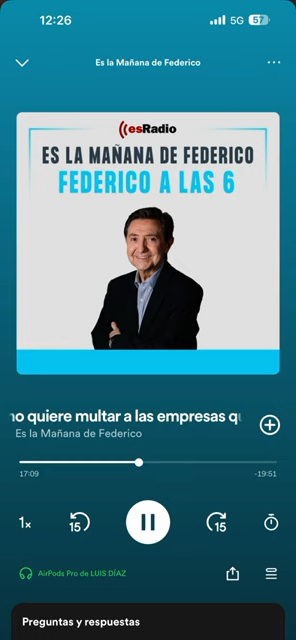 12:26
5G
57
Es la Mañana de Federico
esRadio
ES LA MAÑANA DE FEDERICO
FEDERICO A LAS 6
no quiere multar a las empresas q
Es la Mañana de Federico
17:09
-19:51
1x
15
15
AirPods Pro de LUIS DÍAZ
Preguntas y respuestas